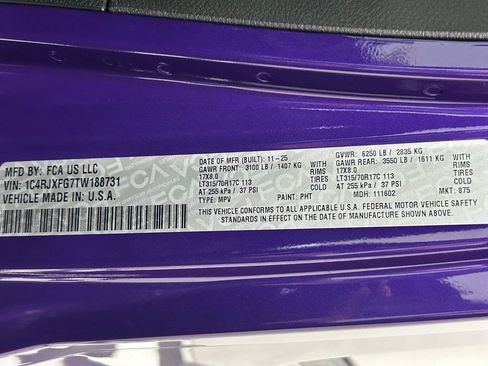 MFD BY: FCA US LLC
VIN: 1C4RJXFG7TW188731
VEHICLE MADE IN: U.S.A.
DATE OF MFR (BUILT): 11-25
GVWR: 6250 LB / 2835 KG
GAWR FRONT: 3100 LB / 1407 KG WITH
GAWR REAR: 3550 LB / 1611 KG WITH
17X8.0 RIMS
17X8.0 RIMS
LT315/70R17C 113 TIRES
LT315/70R17C 113 TIRES
AT 255 kPa / 37 PSI COLD
AT 255 kPa / 37 PSI COLD
TYPE: MPV
PAINT: PHT
MDH: 111602
MKT: 875
THIS VEHICLE CONFORMS TO ALL APPLICABLE U.S.A. FEDERAL MOTOR VEHICLE SAFETY
STANDARDS IN EFFECT ON THE DATE OF MANUFACTURE SHOWN ABOVE.